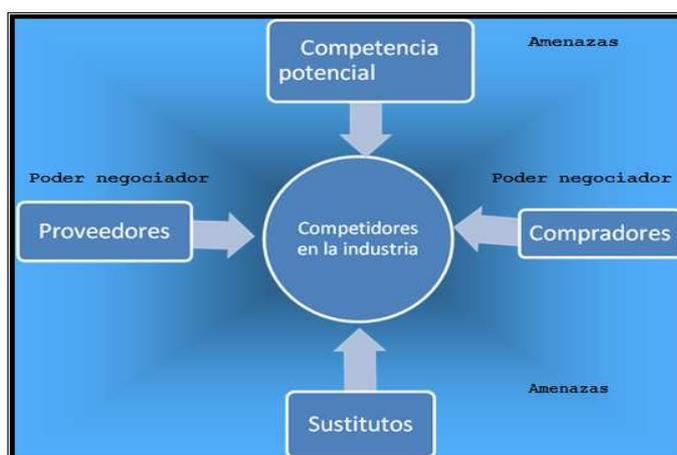 Competencia
potencial
Amenazas
Poder negociador
Poder negociador
Proveedores
Competidores
en la industria
Compradores
Amenazas
Sustitutos